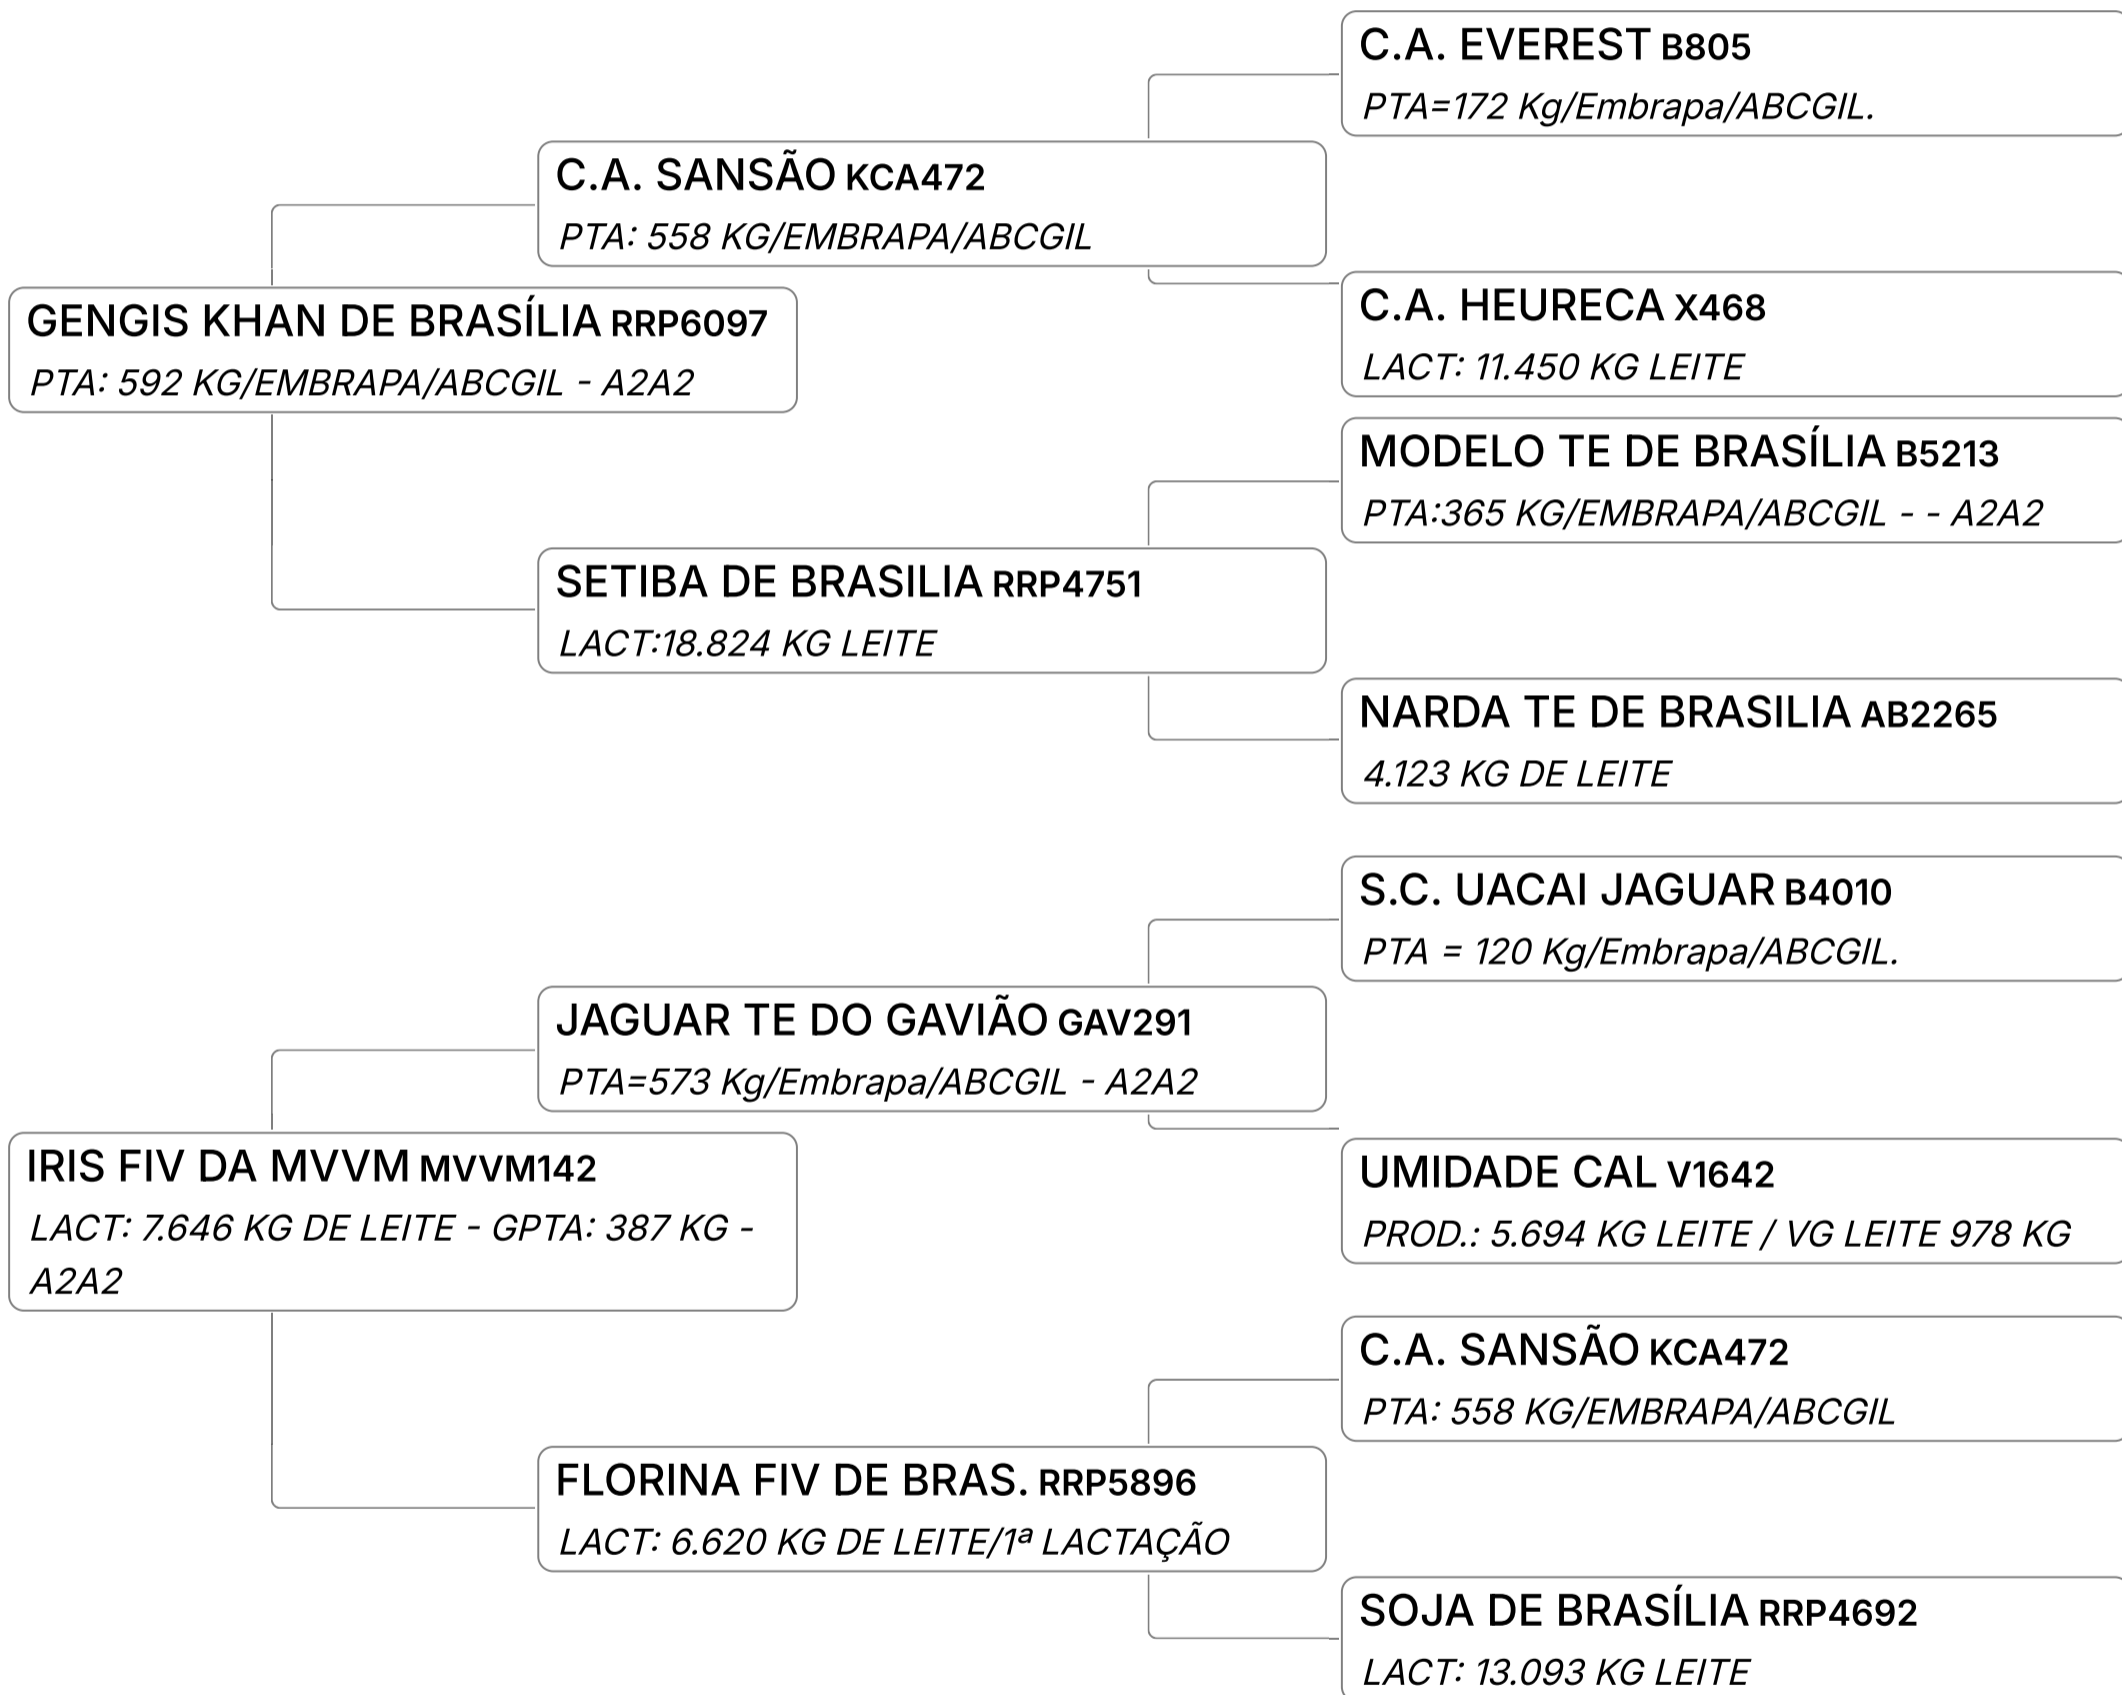 C.A. EVEREST B805
PTA=172 Kg/Embrapa/ABCGIL.
C.A. SANSÃO KCA472
PTA: 558 KG/EMBRAPA/ABCGIL
C.A. HEURECA X468
LACT: 11.450 KG LEITE
GENGIS KHAN DE BRASÍLIA RRP6097
PTA: 592 KG/EMBRAPA/ABCGIL - A2A2
MODELO TE DE BRASÍLIA B5213
PTA:365 KG/EMBRAPA/ABCGIL - - A2A2
SETIBA DE BRASILIA RRP4751
LACT:18.824 KG LEITE
NARDA TE DE BRASILIA AB2265
4.123 KG DE LEITE
S.C. UACAI JAGUAR B4010
PTA = 120 Kg/Embrapa/ABCGIL.
JAGUAR TE DO GAVIÃO GAV291
PTA=573 Kg/Embrapa/ABCGIL - A2A2
UMIDADE CAL V1642
PROD.: 5.694 KG LEITE / VG LEITE 978 KG
IRIS FIV DA MVVM MVVM142
LACT: 7.646 KG DE LEITE - GPTA: 387 KG -
A2A2
C.A. SANSÃO KCA472
PTA: 558 KG/EMBRAPA/ABCGIL
FLORINA FIV DE BRAS. RRP5896
LACT: 6.620 KG DE LEITE/1ª LACTAÇÃO
SOJA DE BRASÍLIA RRP4692
LACT: 13.093 KG LEITE